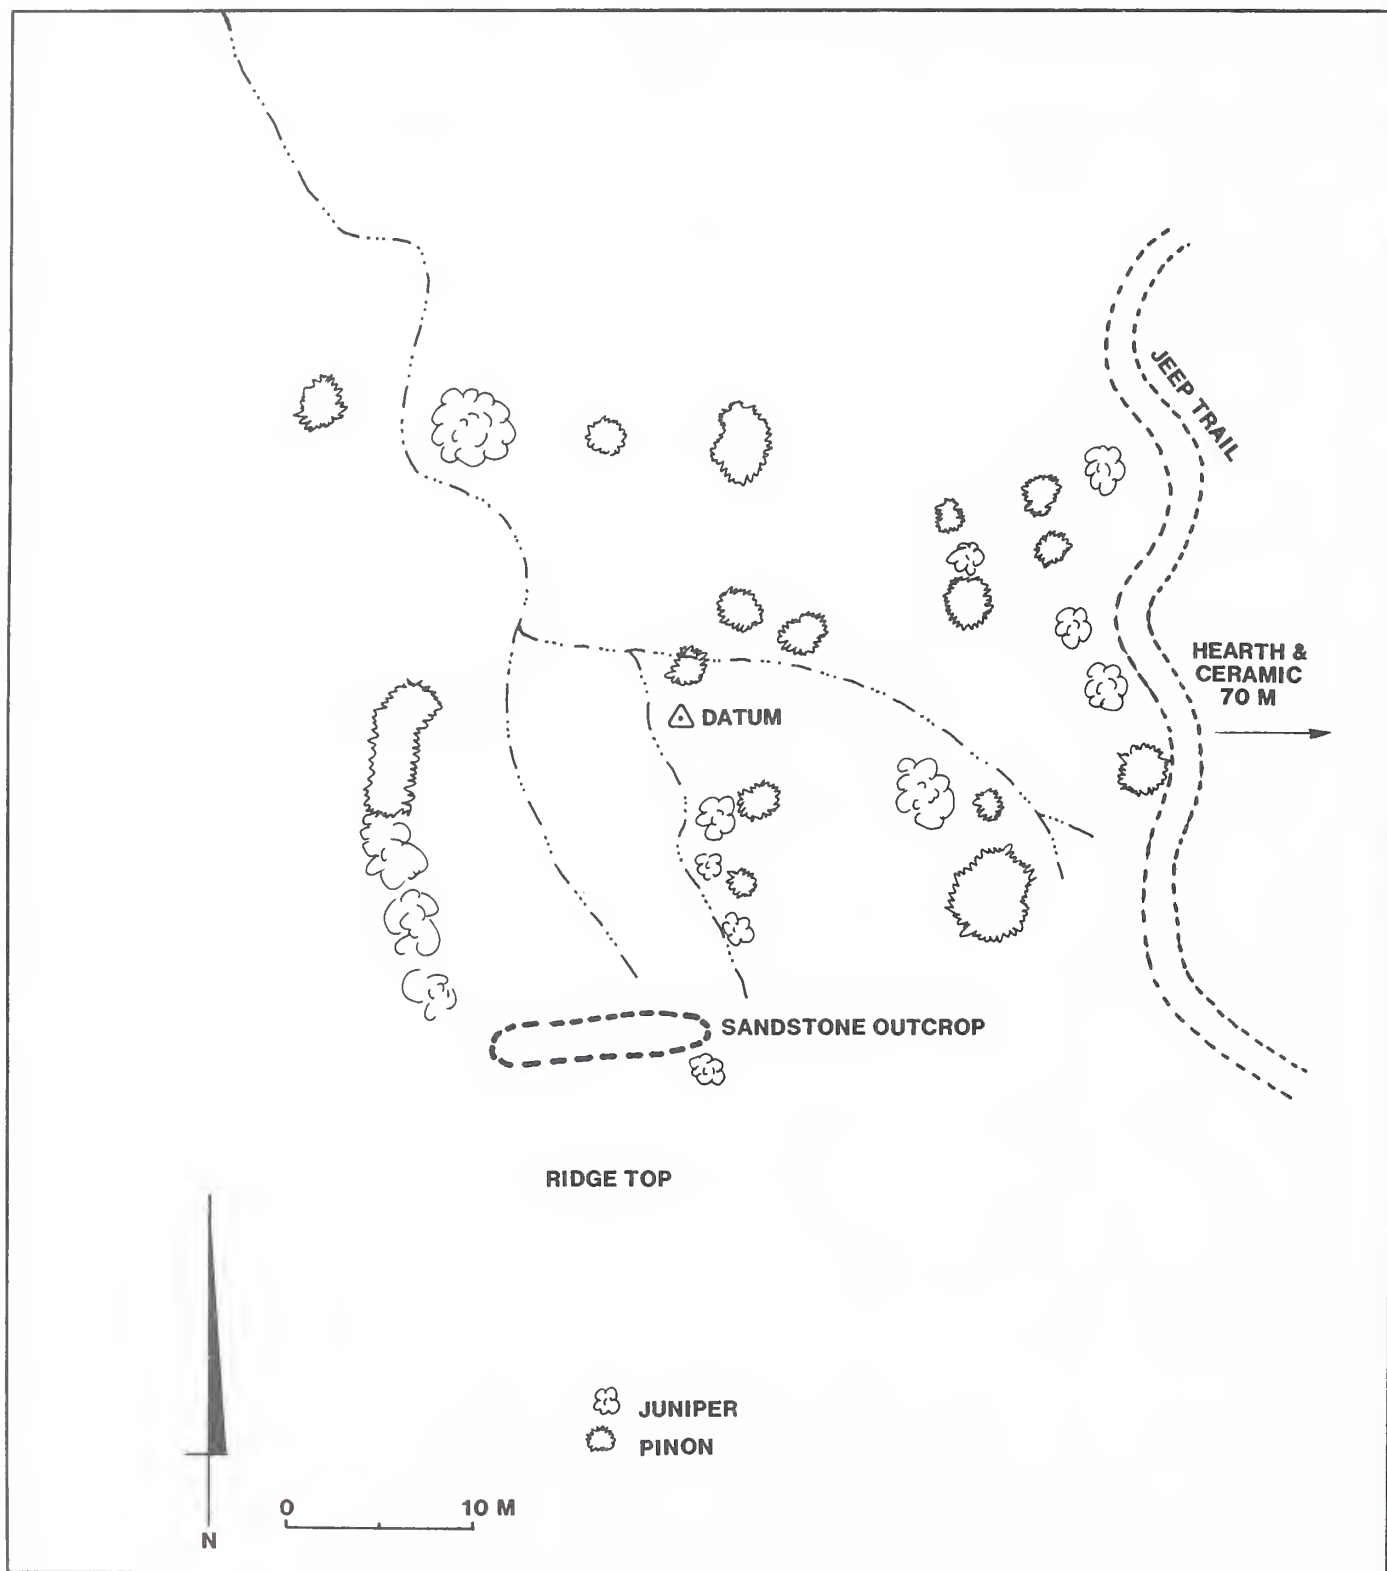 JEEP TRAIL
HEARTH &
CERAMIC
70 M
DATUM
SANDSTONE OUTCROP
RIDGE TOP
JUNIPER
PINON
0 10 M
N